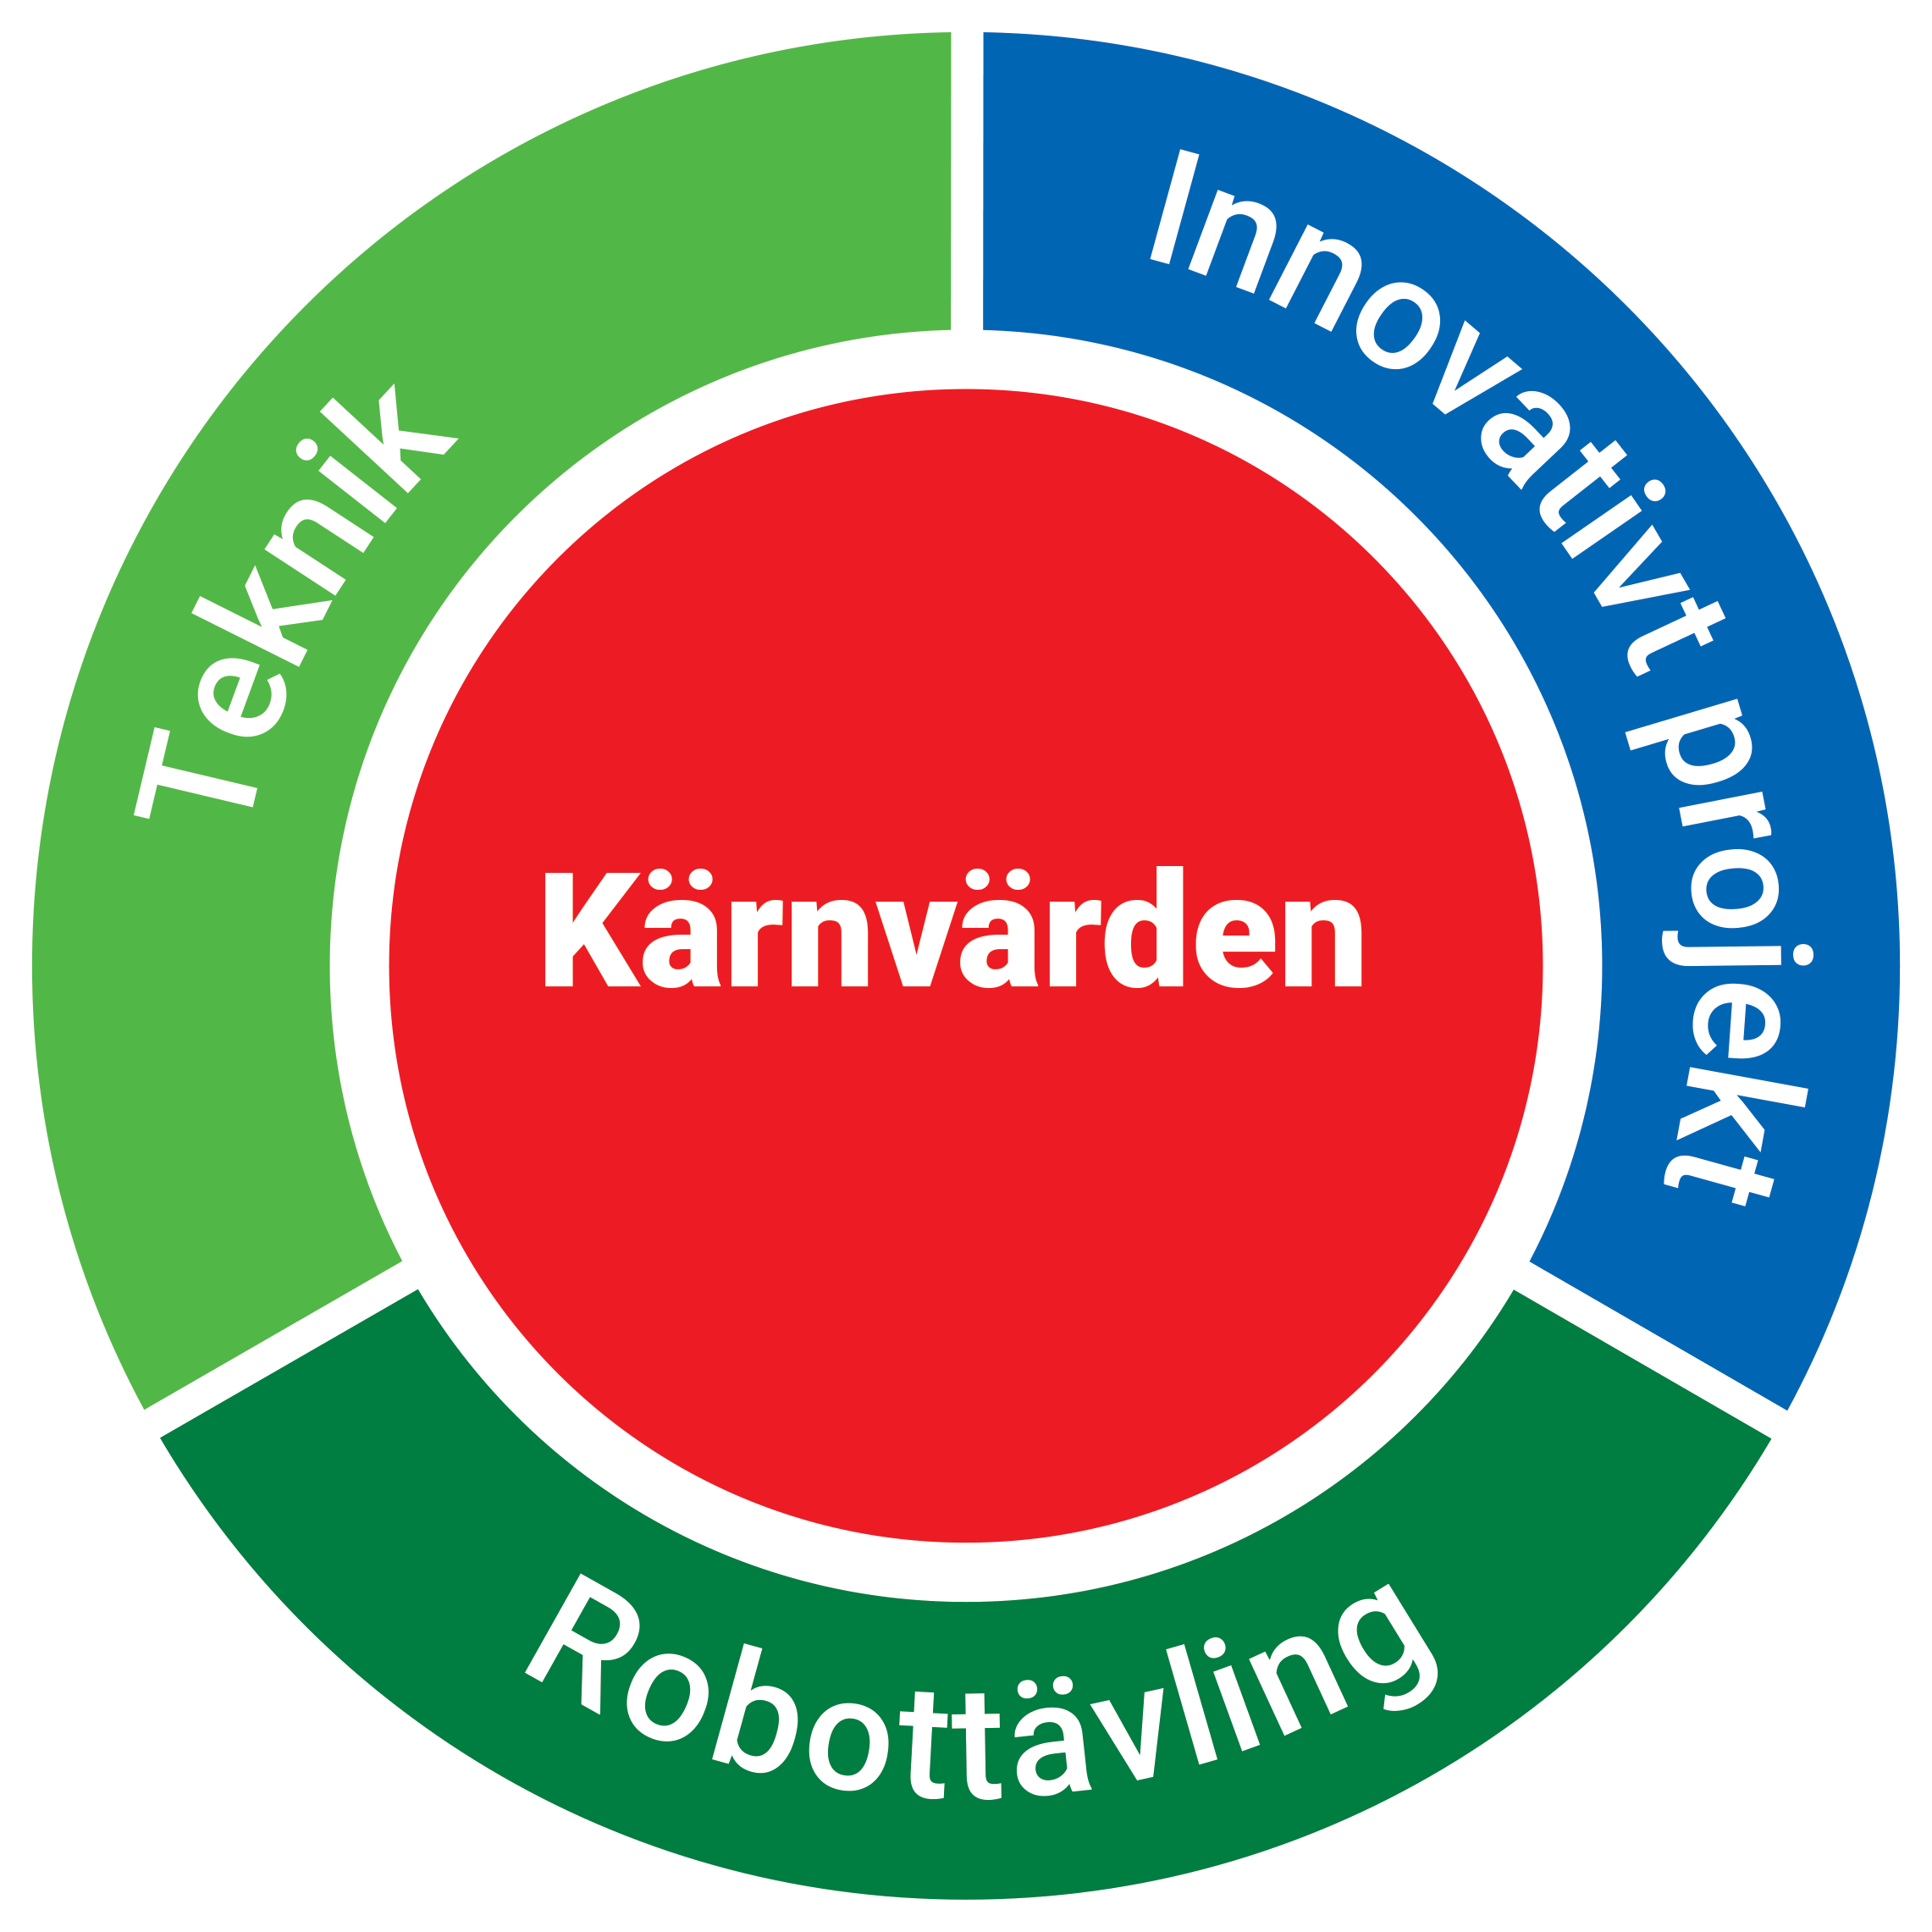 Teknik
Innovativt projekt
Kärnvärden
Robottävling